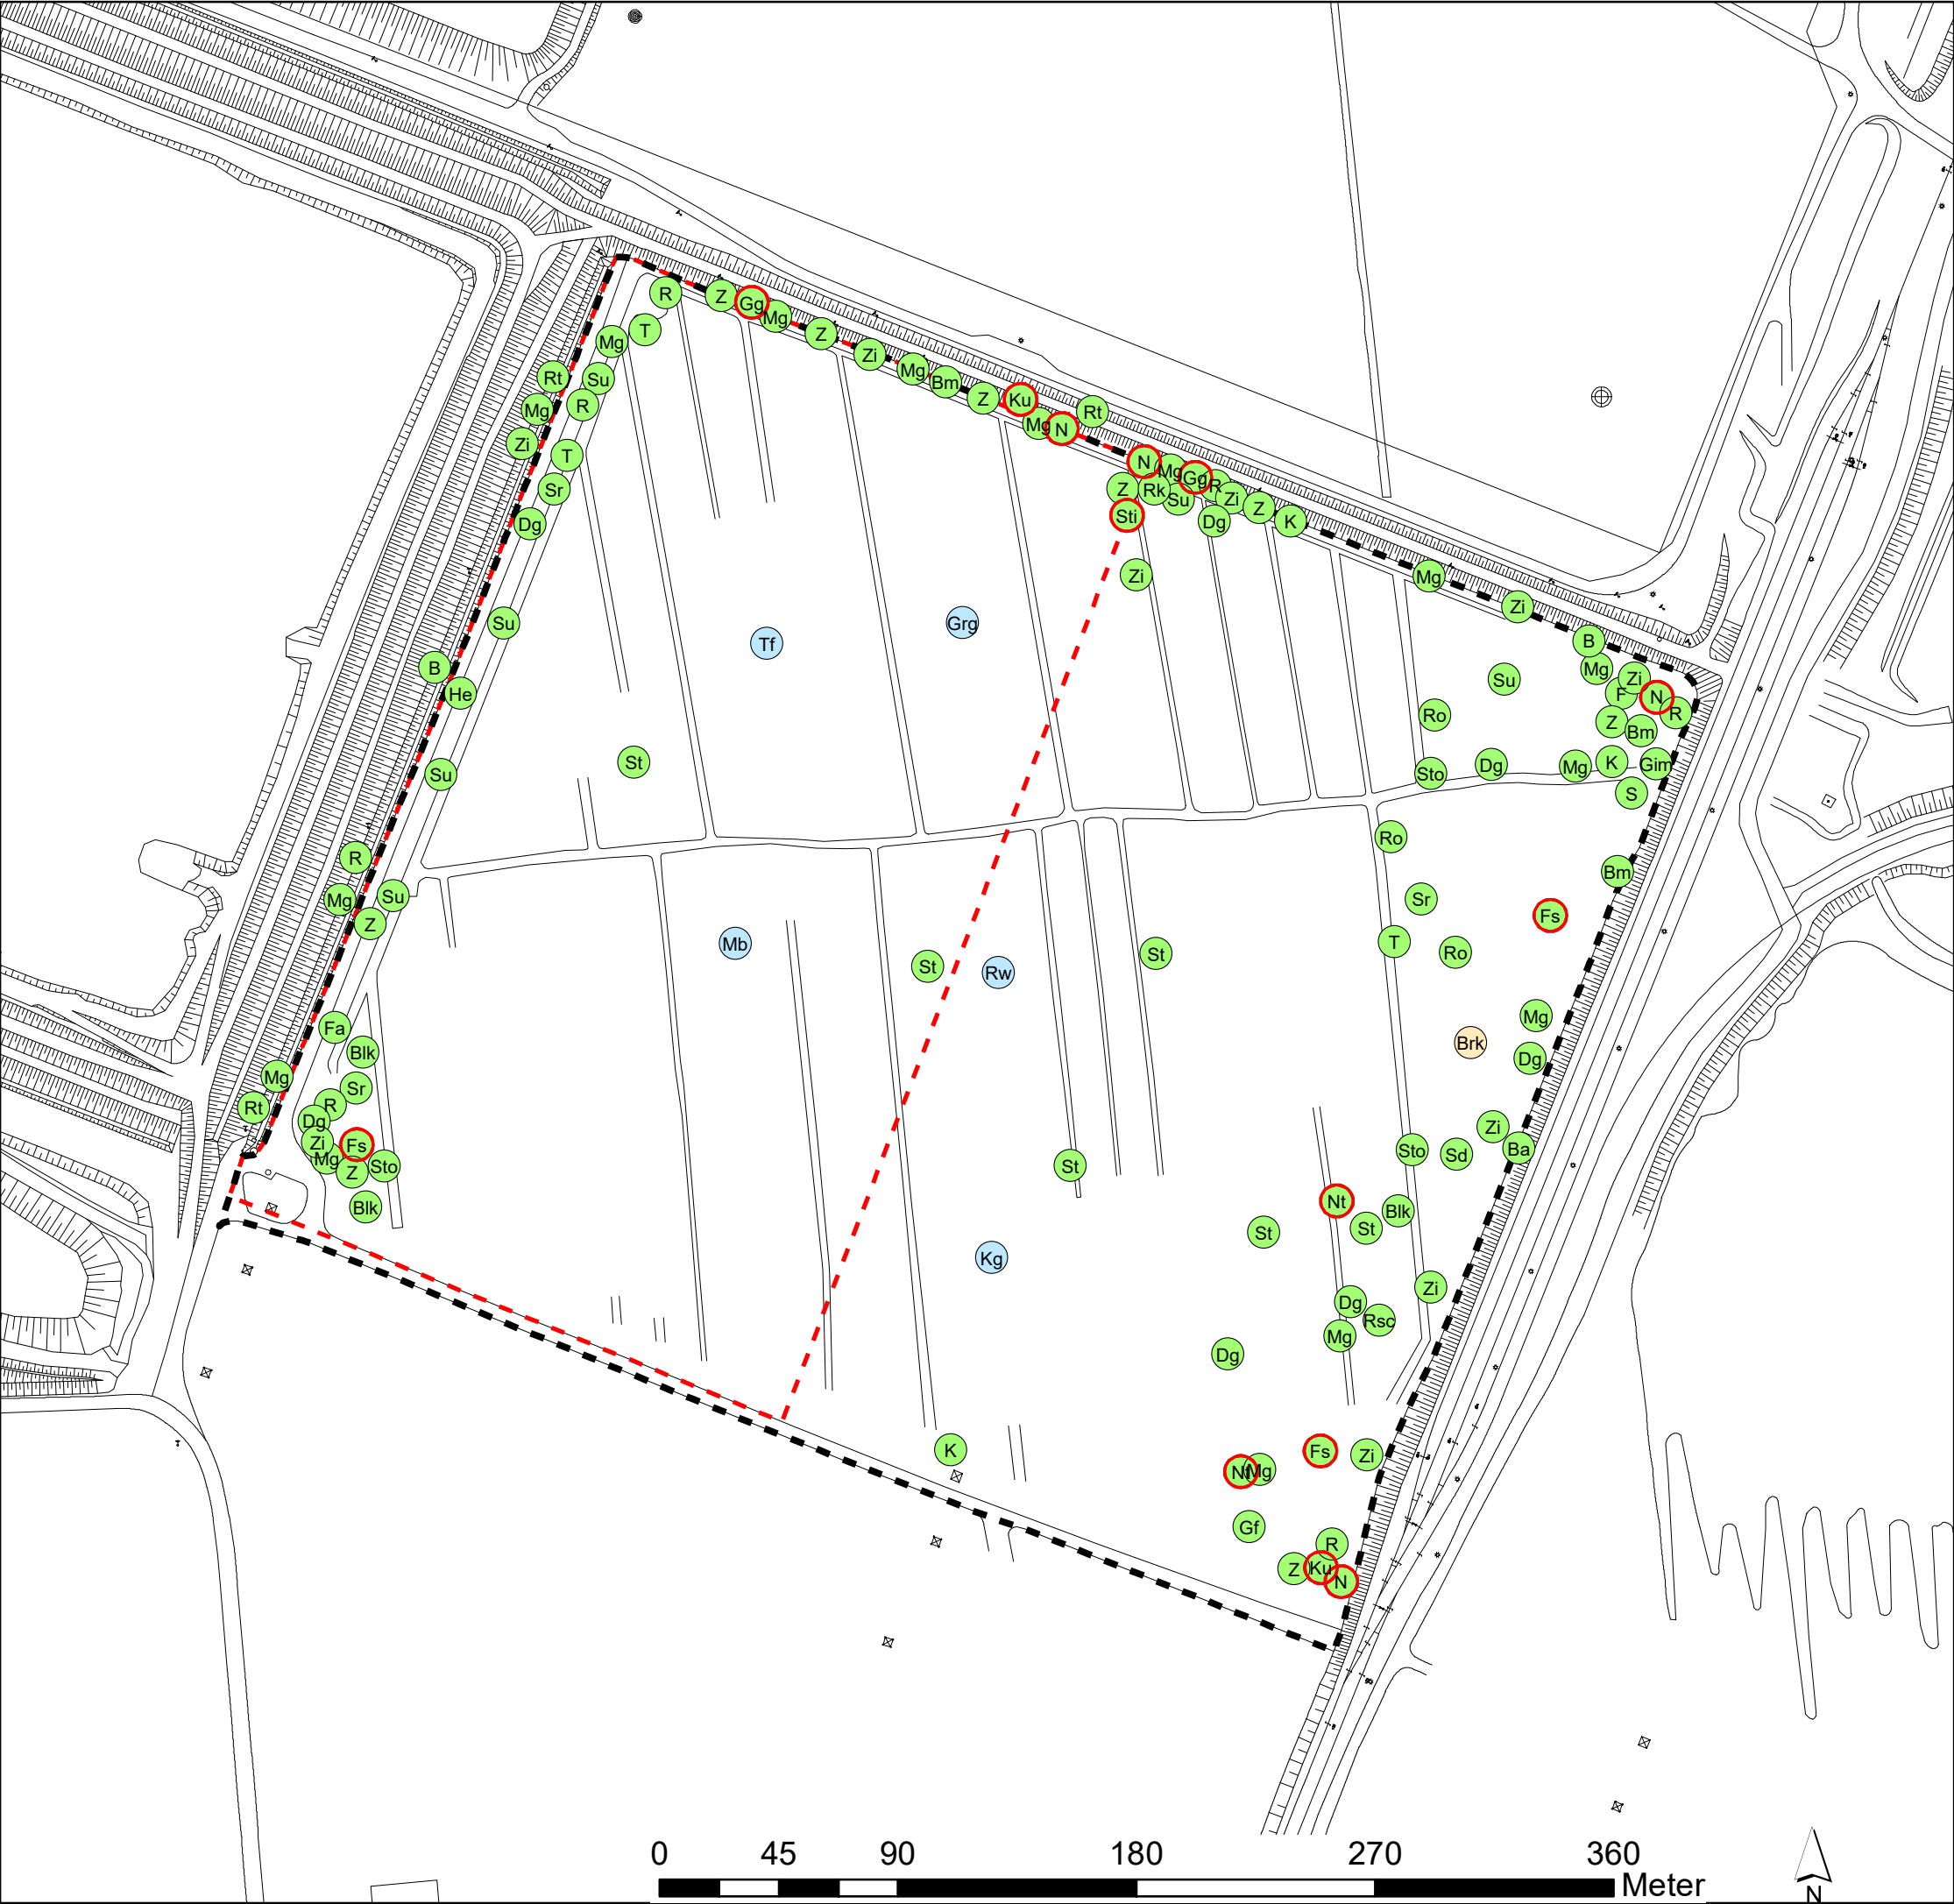 R
Z
Gg
Mg
T
Mg
Z
Zi
Rt
Su
Mg
Bm
R
Mg
Z
Ku
Rt
Mg
N
Zi
T
N
Mg
Gg
R
Sr
Z
Rk
Su
Zi
Z
Dg
Sti
Dg
K
Zi
Mg
Zi
Su
Grg
Tf
B
B
Mg
He
Su
Zi
F
N
R
Ro
Z
Bm
St
Su
Sto
Dg
Mg
K
Gim
S
Ro
R
Bm
Mg
Su
Sr
Fs
Z
Mb
St
Rw
St
T
Ro
Fa
Mg
Blk
Brk
Dg
Mg
Sr
Rt
R
Dg
Zi
Zi
Fs
Mg
Z
Sto
St
Sto
Sd
Ba
Blk
Nt
Blk
St
St
Kg
Zi
Dg
Rsc
Mg
Dg
K
Fs
Zi
Nt
Mg
Gf
R
Z
Ku
N
0 45 90 180 270 360
Meter
N